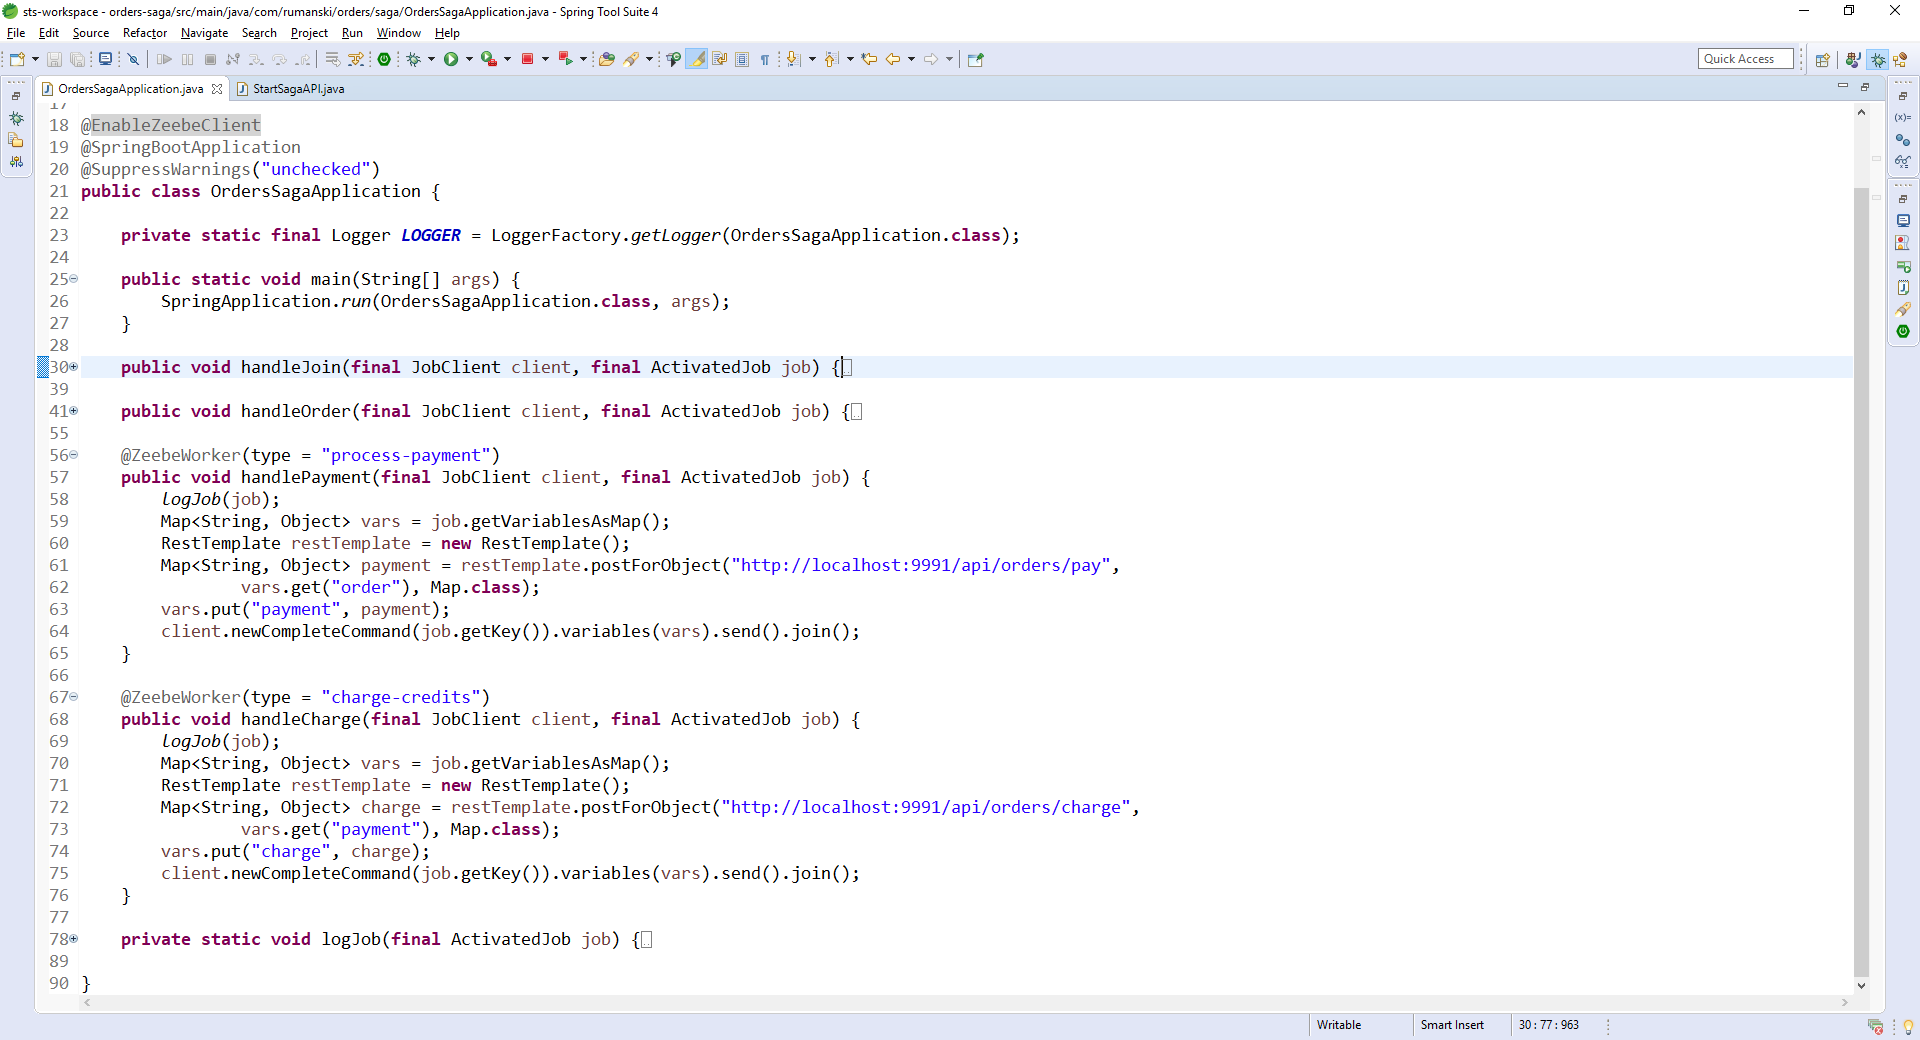 sts-workspace - orders-saga/src/main/java/com/rumanski/orders/saga/OrdersSagaApplication.java - Spring Tool Suite 4
File Edit Source Refactor Navigate Search Project Run Window Help
Quick Access
OrdersSagaApplication.java StartSagaAPI.java
17
18 @EnableZeebeClient
19 @SpringBootApplication
20 @SuppressWarnings("unchecked")
21 public class OrdersSagaApplication {
22
23 private static final Logger LOGGER = LoggerFactory.getLogger(OrdersSagaApplication.class);
24
25 public static void main(String[] args) {
26 SpringApplication.run(OrdersSagaApplication.class, args);
27 }
28
30 public void handleJoin(final JobClient client, final ActivatedJob job) {
39
41 public void handleOrder(final JobClient client, final ActivatedJob job) {
55
56 @ZeebeWorker(type = "process-payment")
57 public void handlePayment(final JobClient client, final ActivatedJob job) {
58 logJob(job);
59 Map<String, Object> vars = job.getVariablesAsMap();
60 RestTemplate restTemplate = new RestTemplate();
61 Map<String, Object> payment = restTemplate.postForObject("http://localhost:9991/api/orders/pay",
62 vars.get("order"), Map.class);
63 vars.put("payment", payment);
64 client.newCompleteCommand(job.getKey()).variables(vars).send().join();
65 }
66
67 @ZeebeWorker(type = "charge-credits")
68 public void handleCharge(final JobClient client, final ActivatedJob job) {
69 logJob(job);
70 Map<String, Object> vars = job.getVariablesAsMap();
71 RestTemplate restTemplate = new RestTemplate();
72 Map<String, Object> charge = restTemplate.postForObject("http://localhost:9991/api/orders/charge",
73 vars.get("payment"), Map.class);
74 vars.put("charge", charge);
75 client.newCompleteCommand(job.getKey()).variables(vars).send().join();
76 }
77
78 private static void logJob(final ActivatedJob job) {
89
90 }
Writable Smart Insert 30 : 77 : 963